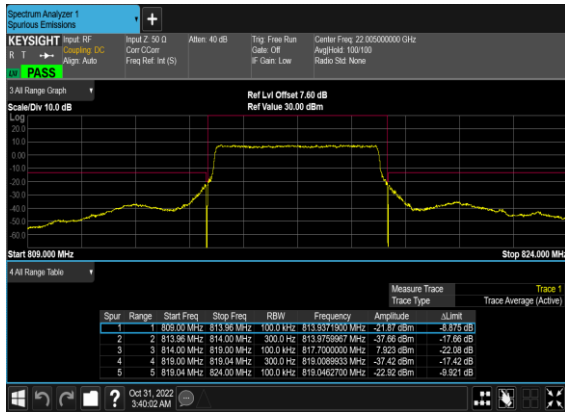 Spectrum Analyzer 1
Spurious Emissions
KEYSIGHT Input: RF Input Z: 50 Ω Atten: 40 dB Trig: Free Run Center Freq: 22.005000000 GHz
R T Coupling: DC Corr CCorr Gate: Off Avg|Hold: 100/100
Align: Auto Freq Ref: Int (S) IF Gain: Low Radio Std: None
PASS
3 All Range Graph
Ref Lvl Offset 7.60 dB
Scale/Div 10.0 dB Ref Value 30.00 dBm
Log
20.0
10.0
0.00
-10.0
-20.0
-30.0
-40.0
-50.0
-60.0
Start 809.000 MHz Stop 824.000 MHz
4 All Range Table
Measure Trace Trace 1
Trace Type Trace Average (Active)
Spur Range Start Freq Stop Freq RBW Frequency Amplitude ΔLimit
1 1 809.00 MHz 813.96 MHz 100.0 kHz 813.9371900 MHz -21.87 dBm -8.875 dB
2 2 813.96 MHz 814.00 MHz 300.0 Hz 813.9759967 MHz -37.66 dBm -17.66 dB
3 3 814.00 MHz 819.00 MHz 100.0 kHz 817.7000000 MHz 7.923 dBm -22.08 dB
4 4 819.00 MHz 819.04 MHz 300.0 Hz 819.0089933 MHz -37.42 dBm -17.42 dB
5 5 819.04 MHz 824.00 MHz 100.0 kHz 819.0462700 MHz -22.92 dBm -9.921 dB
Oct 31, 2022
3:40:02 AM